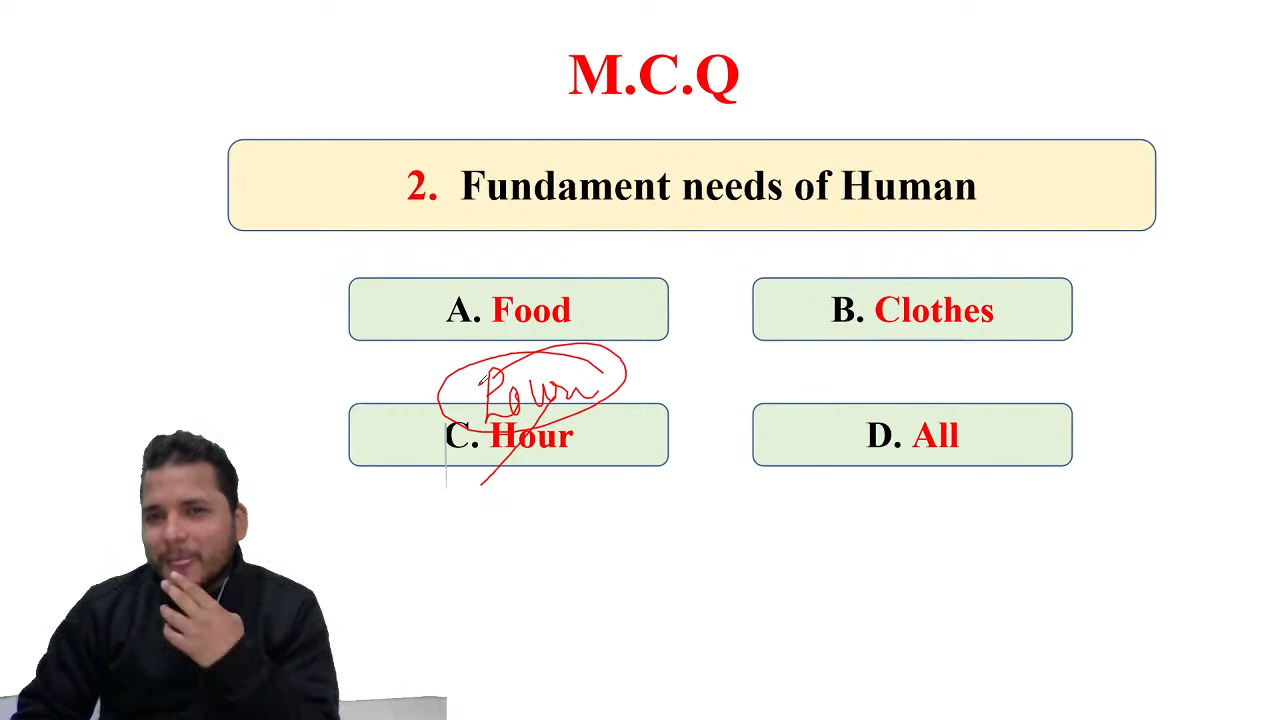 M.C.Q
2. Fundament needs of Human
A. Food
B. Clothes
C. Hour
D. All